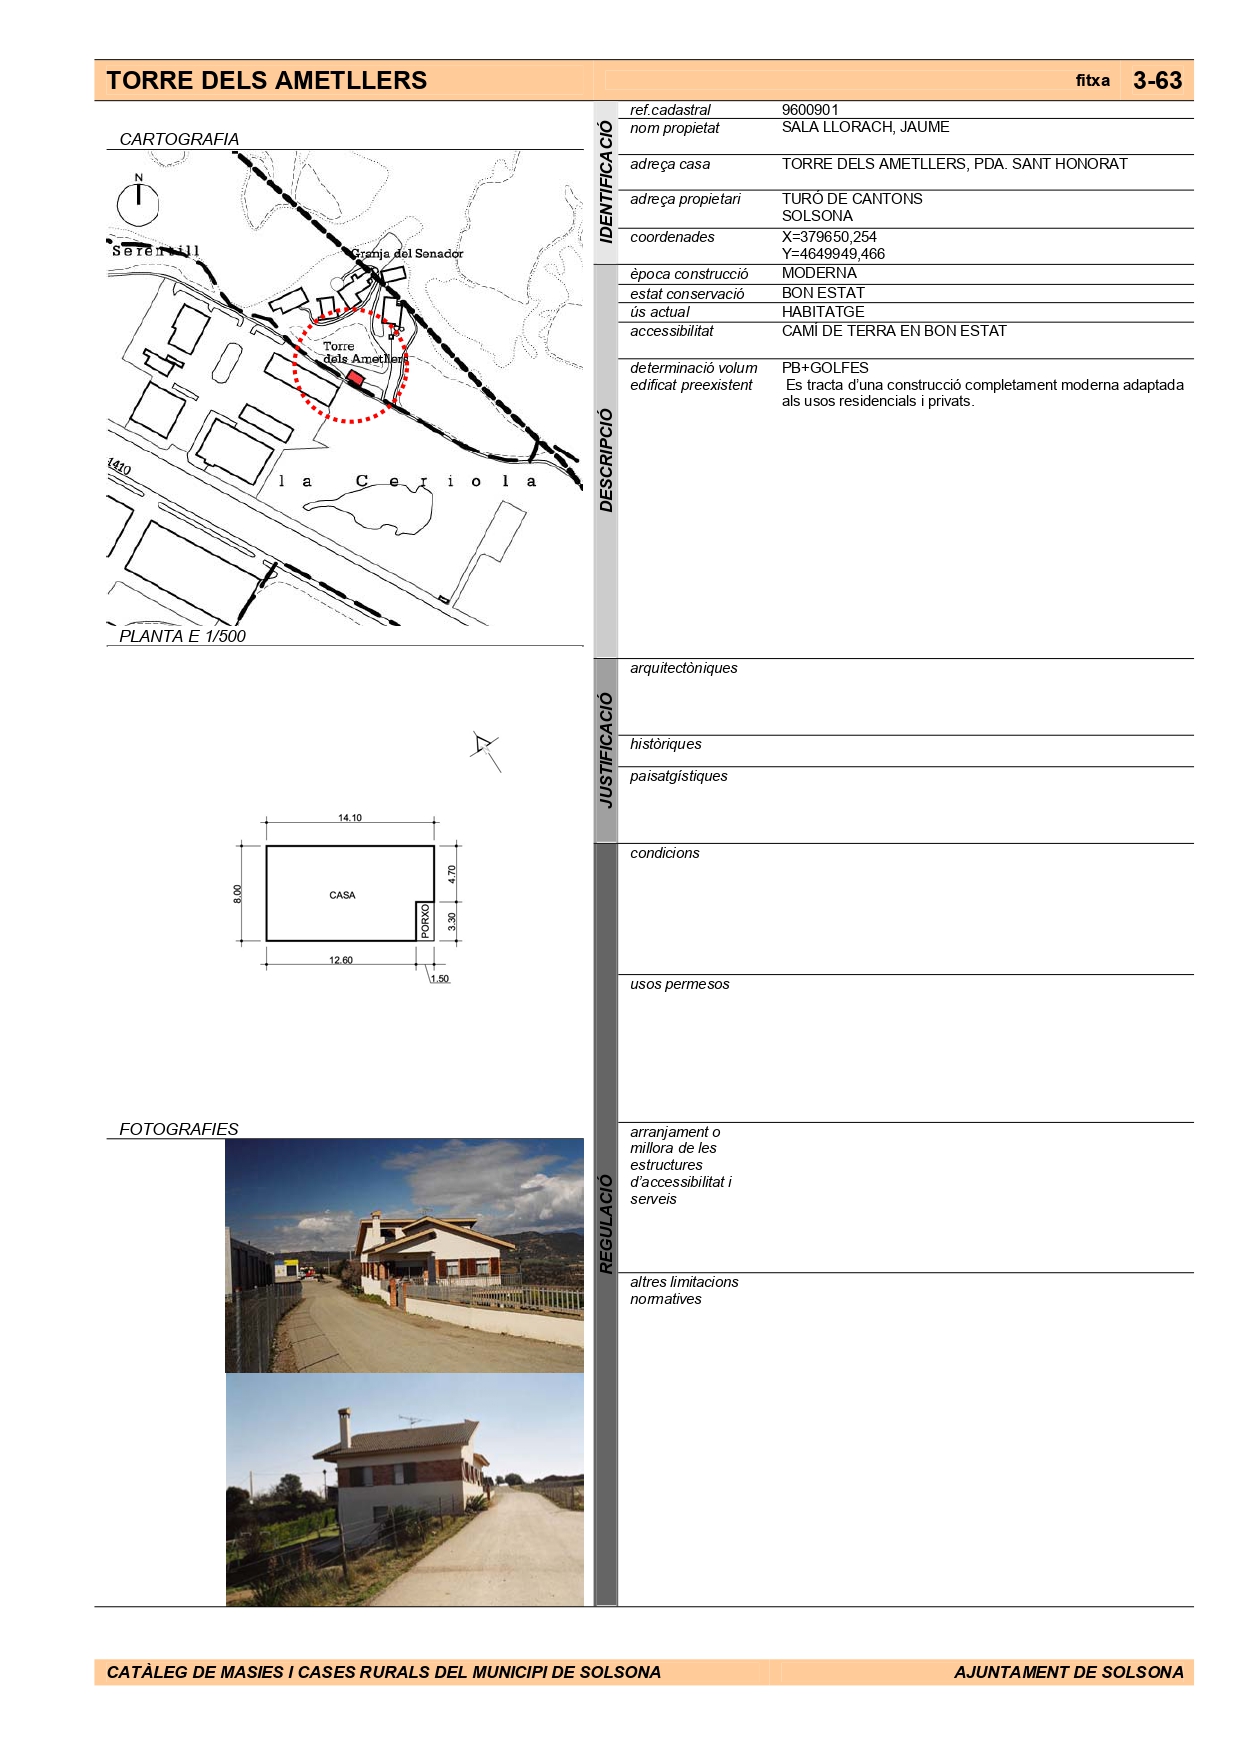 TORRE DELS AMETLLERS
fitxa 3-63
CARTOGRAFIA
N
Serentill
Granja del Senador
Torre
dels Ametllers
la Ceriola
1410
PLANTA E 1/500
14.10
8.00
CASA
4.70
3.30
PORXO
12.60
1.50
FOTOGRAFIES
IDENTIFICACIÓ
ref.cadastral 9600901
nom propietat SALA LLORACH, JAUME
adreça casa TORRE DELS AMETLLERS, PDA. SANT HONORAT
adreça propietari TURÓ DE CANTONS
SOLSONA
coordenades X=379650,254
Y=4649949,466
DESCRIPCIÓ
època construcció MODERNA
estat conservació BON ESTAT
ús actual HABITATGE
accessibilitat CAMÍ DE TERRA EN BON ESTAT
determinació volum PB+GOLFES
edificat preexistent Es tracta d'una construcció completament moderna adaptada
als usos residencials i privats.
JUSTIFICACIÓ
arquitectòniques
històriques
paisatgístiques
REGULACIÓ
condicions
usos permesos
arranjament o
millora de les
estructures
d'accessibilitat i
serveis
altres limitacions
normatives
CATÀLEG DE MASIES I CASES RURALS DEL MUNICIPI DE SOLSONA
AJUNTAMENT DE SOLSONA